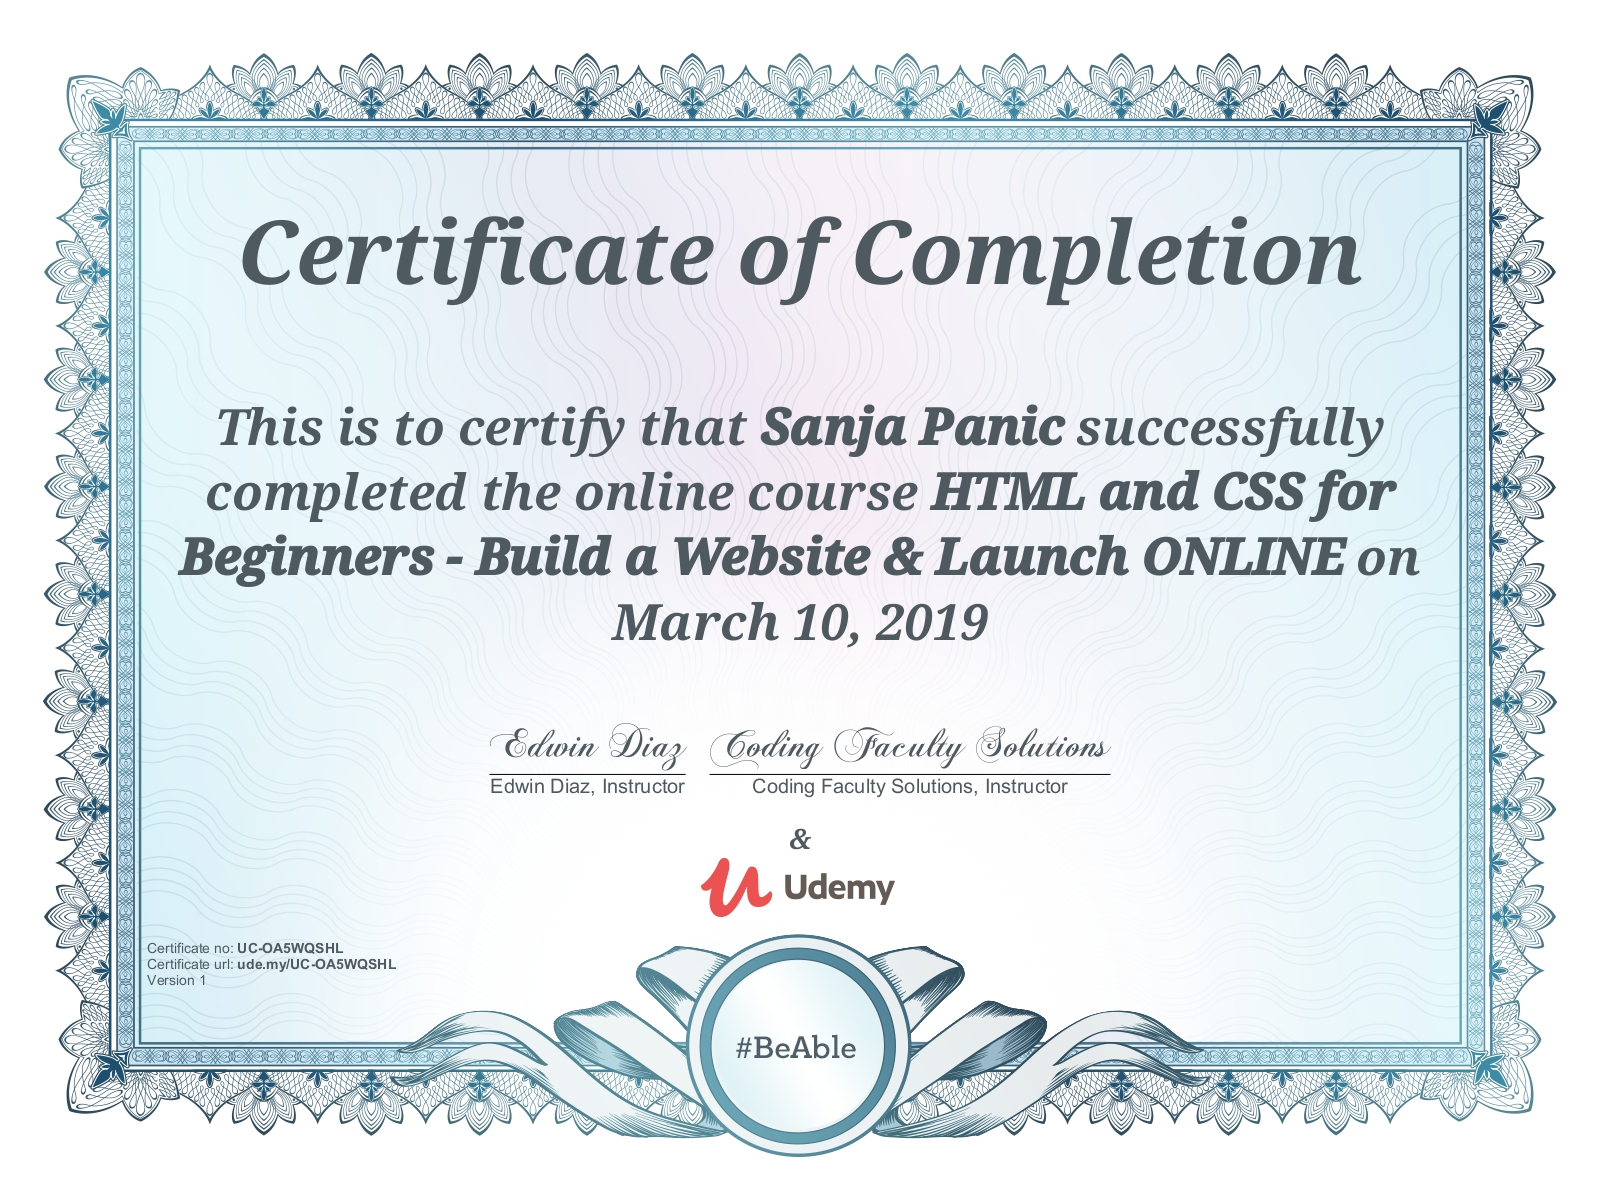 Certificate of Completion
This is to certify that Sanja Panic successfully
completed the online course HTML and CSS for
Beginners - Build a Website & Launch ONLINE on
March 10, 2019
Edwin Diaz Coding Faculty Solutions
Edwin Diaz, Instructor Coding Faculty Solutions, Instructor
&
Udemy
Certificate no: UC-OA5WQSHL
Certificate url: ude.my/UC-OA5WQSHL
Version 1
#BeAble